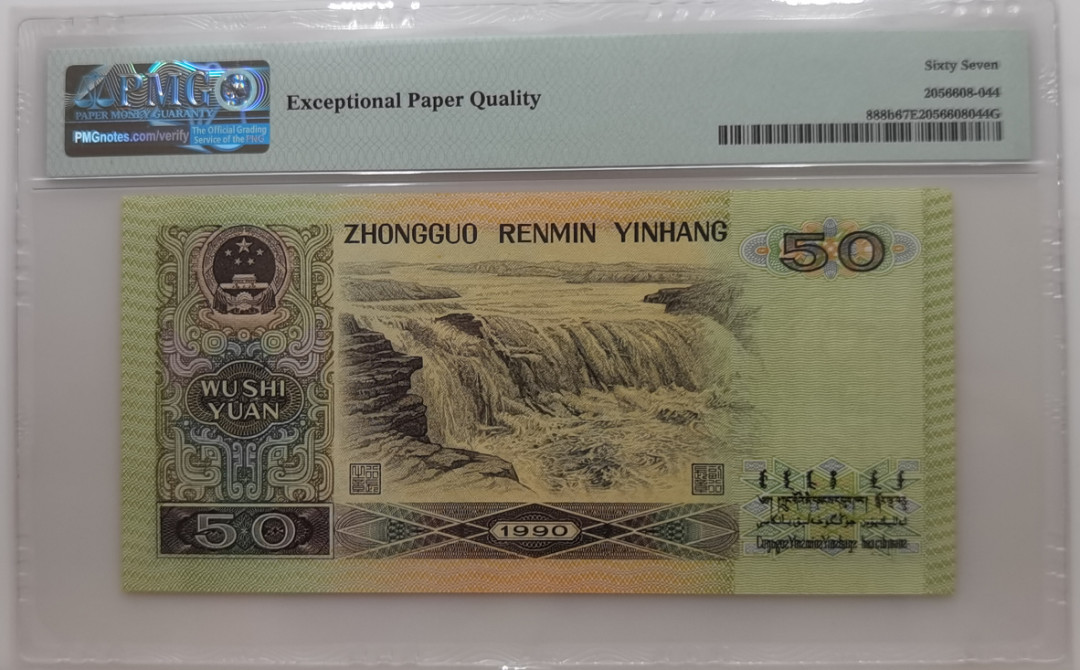 PMG
PAPER MONEY GUARANTY
PMGnotes.com/verify
The Official Grading
Service of the PNG
Exceptional Paper Quality
Sixty Seven
2056608-044
888b67E2056608044G
ZHONGGUO RENMIN YINHANG
50
WU SHI
YUAN
50
1990